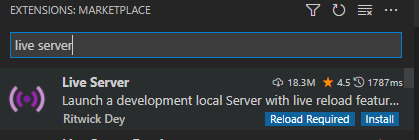 EXTENSIONS: MARKETPLACE
live server
Live Server 18.3M 4.5 1787ms
Launch a development local Server with live reload featur...
Ritwick Dey Reload Required Install